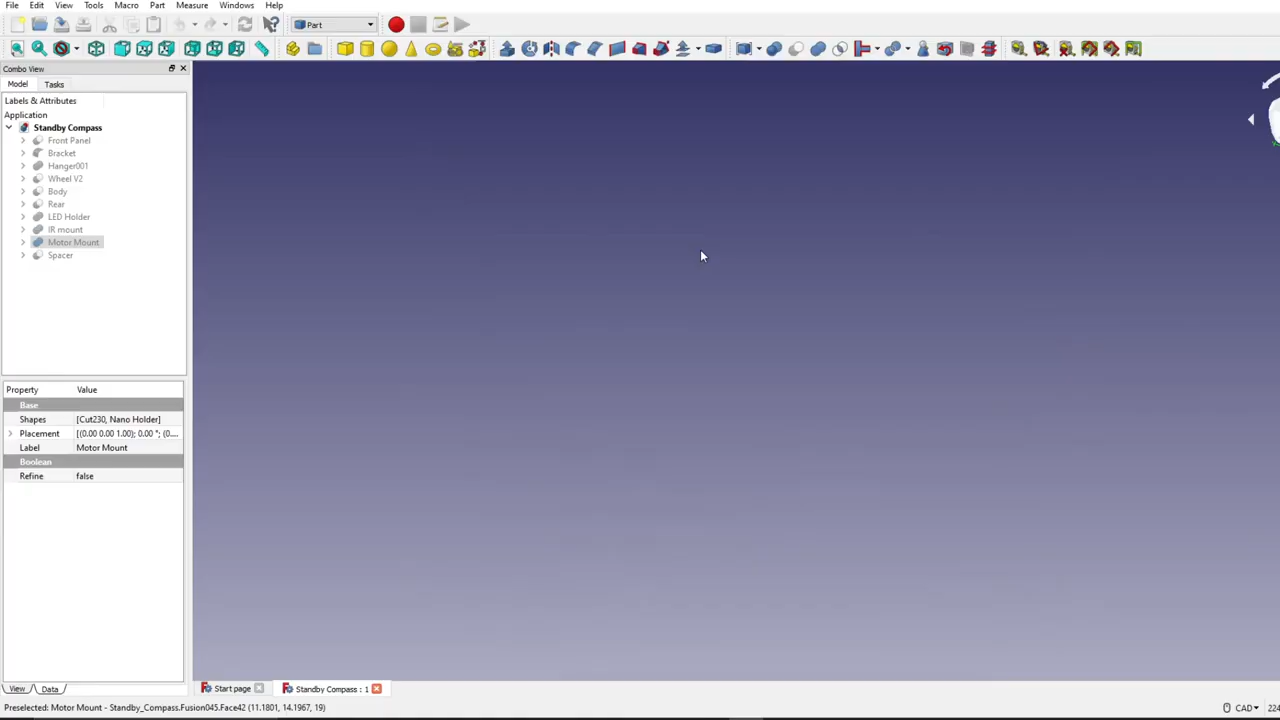 File Edit View Tools Macro Part Measure Windows Help
Part
Combo View
Model Tasks
Labels & Attributes
Application
Standby Compass
Front Panel
Bracket
Hanger001
Wheel V2
Body
Rear
LED Holder
IR mount
Motor Mount
Spacer
Property Value
Base
Shapes [Cut230, Nano Holder]
Placement [(0.00 0.00 1.00); 0.00 °; (0....
Label Motor Mount
Boolean
Refine false
View Data
Start page Standby Compass : 1
Preselected: Motor Mount - Standby_Compass.Fusion045.Face42 (11.1801, 14.1967, 19) CAD 224